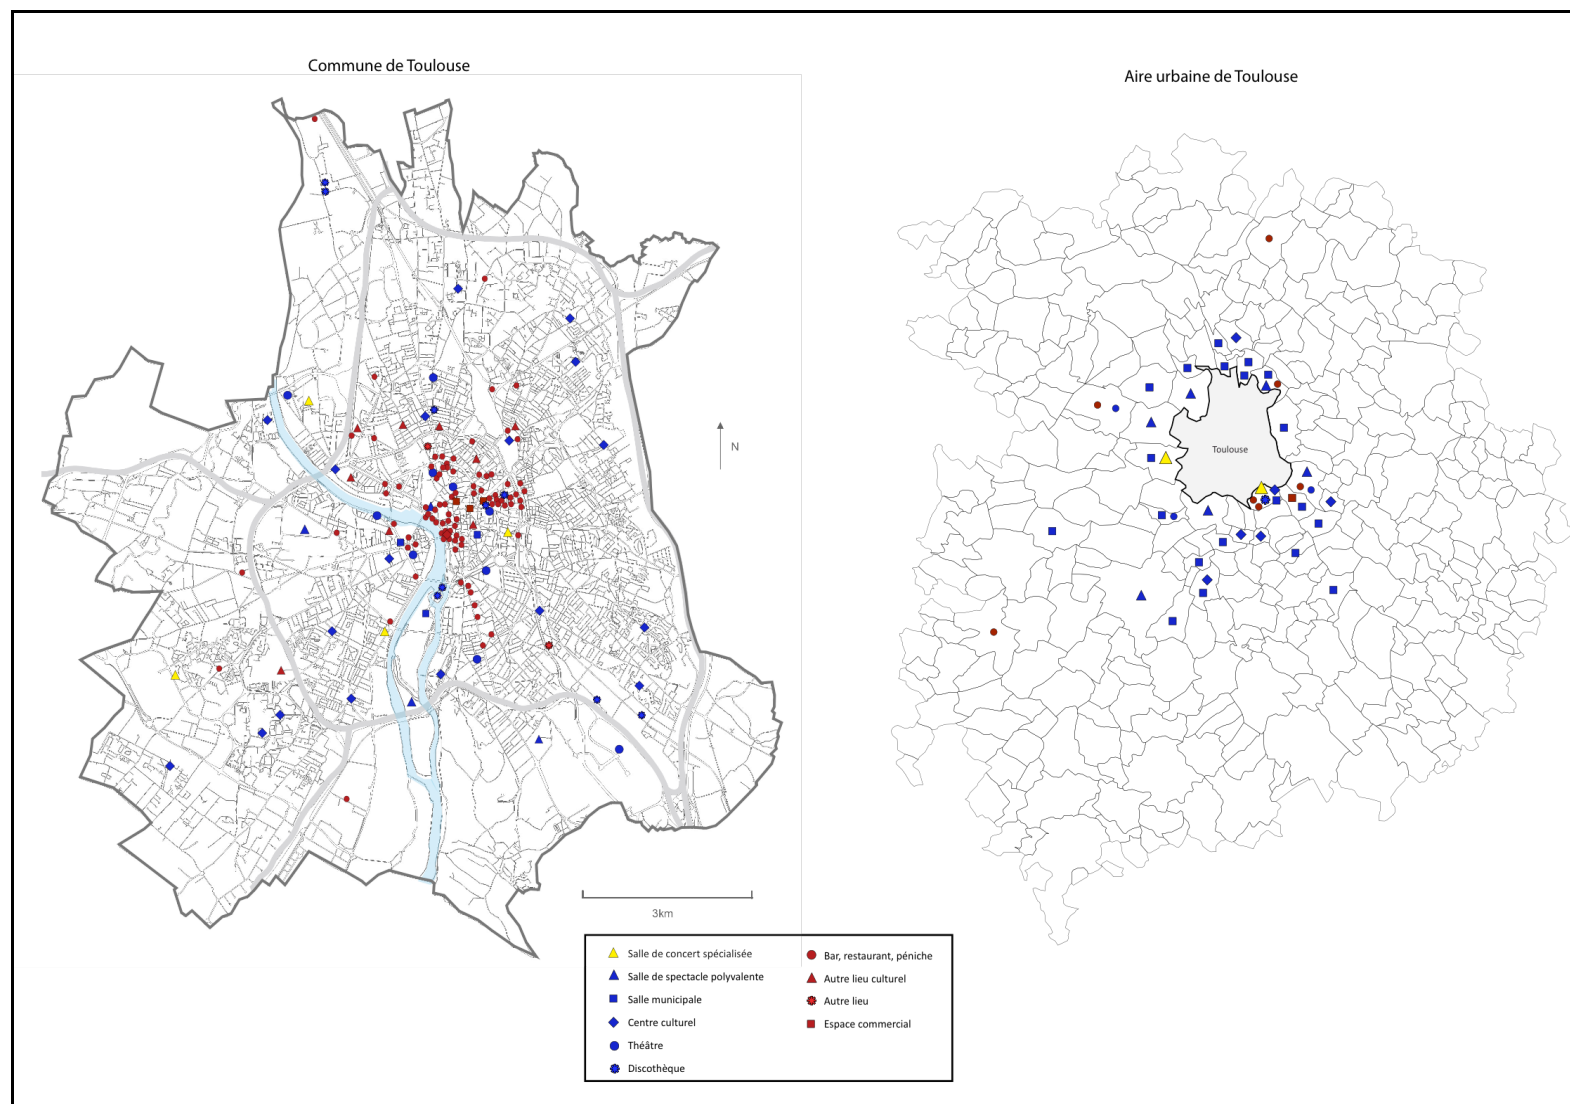 Commune de Toulouse
Aire urbaine de Toulouse
N
Toulouse
3km
Salle de concert spécialisée
Salle de spectacle polyvalente
Salle municipale
Centre culturel
Théâtre
Discothèque
Bar, restaurant, péniche
Autre lieu culturel
Autre lieu
Espace commercial